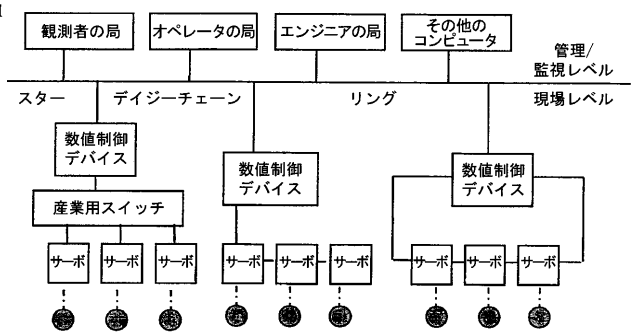 観測者の局
オペレータの局
エンジニアの局
その他の
コンピュータ
管理/
監視レベル
スター
デイジーチェーン
リング
現場レベル
数値制御
デバイス
数値制御
デバイス
数値制御
デバイス
産業用スイッチ
サーボ
サーボ
サーボ
サーボ
サーボ
サーボ
サーボ
サーボ
サーボ